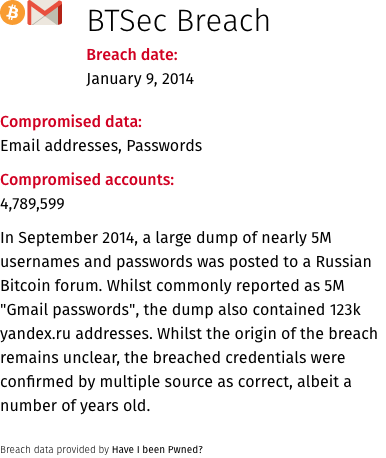 BTSec Breach
Breach date:
January 9, 2014
Compromised data:
Email addresses, Passwords
Compromised accounts:
4,789,599
In September 2014, a large dump of nearly 5M
usernames and passwords was posted to a Russian
Bitcoin forum. Whilst commonly reported as 5M
"Gmail passwords", the dump also contained 123k
yandex.ru addresses. Whilst the origin of the breach
remains unclear, the breached credentials were
confirmed by multiple source as correct, albeit a
number of years old.
Breach data provided by Have I been Pwned?